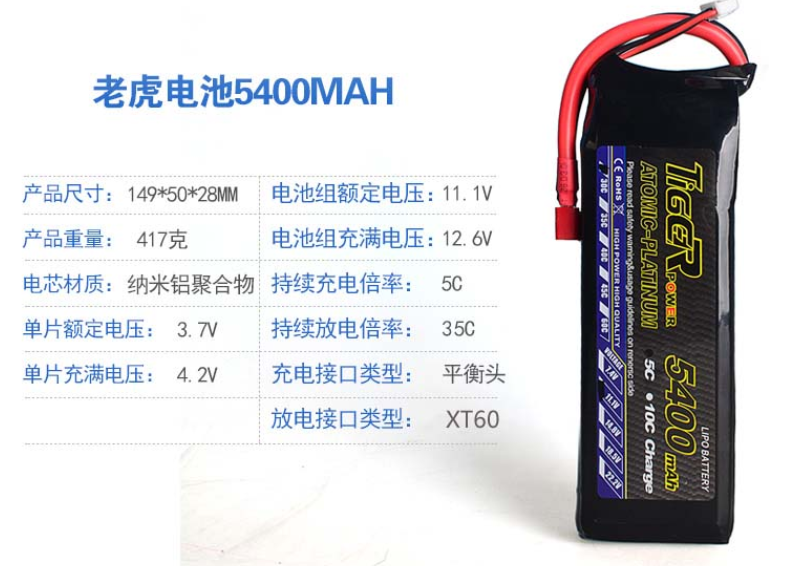 老虎电池5400MAH
产品尺寸： 149*50*28MM
电池组额定电压：11.1V
产品重量： 417克
电池组充满电压：12.6V
电芯材质： 纳米铝聚合物
持续充电倍率： 5C
单片额定电压： 3.7V
持续放电倍率： 35C
单片充满电压： 4.2V
充电接口类型： 平衡头
放电接口类型： XT60
TIGER POWER
ATOMIC-PLATINUM
5400mAh
5C 10C Charge
LIPO BATTERY
Please read safety warning&usage guidelines on reverse side
CE RoHS
HIGH POWER HIGH QUALITY
30C 35C 40C 45C 60C
VOLTAGE
7.4V 11.1V 14.8V 18.5V 22.2V